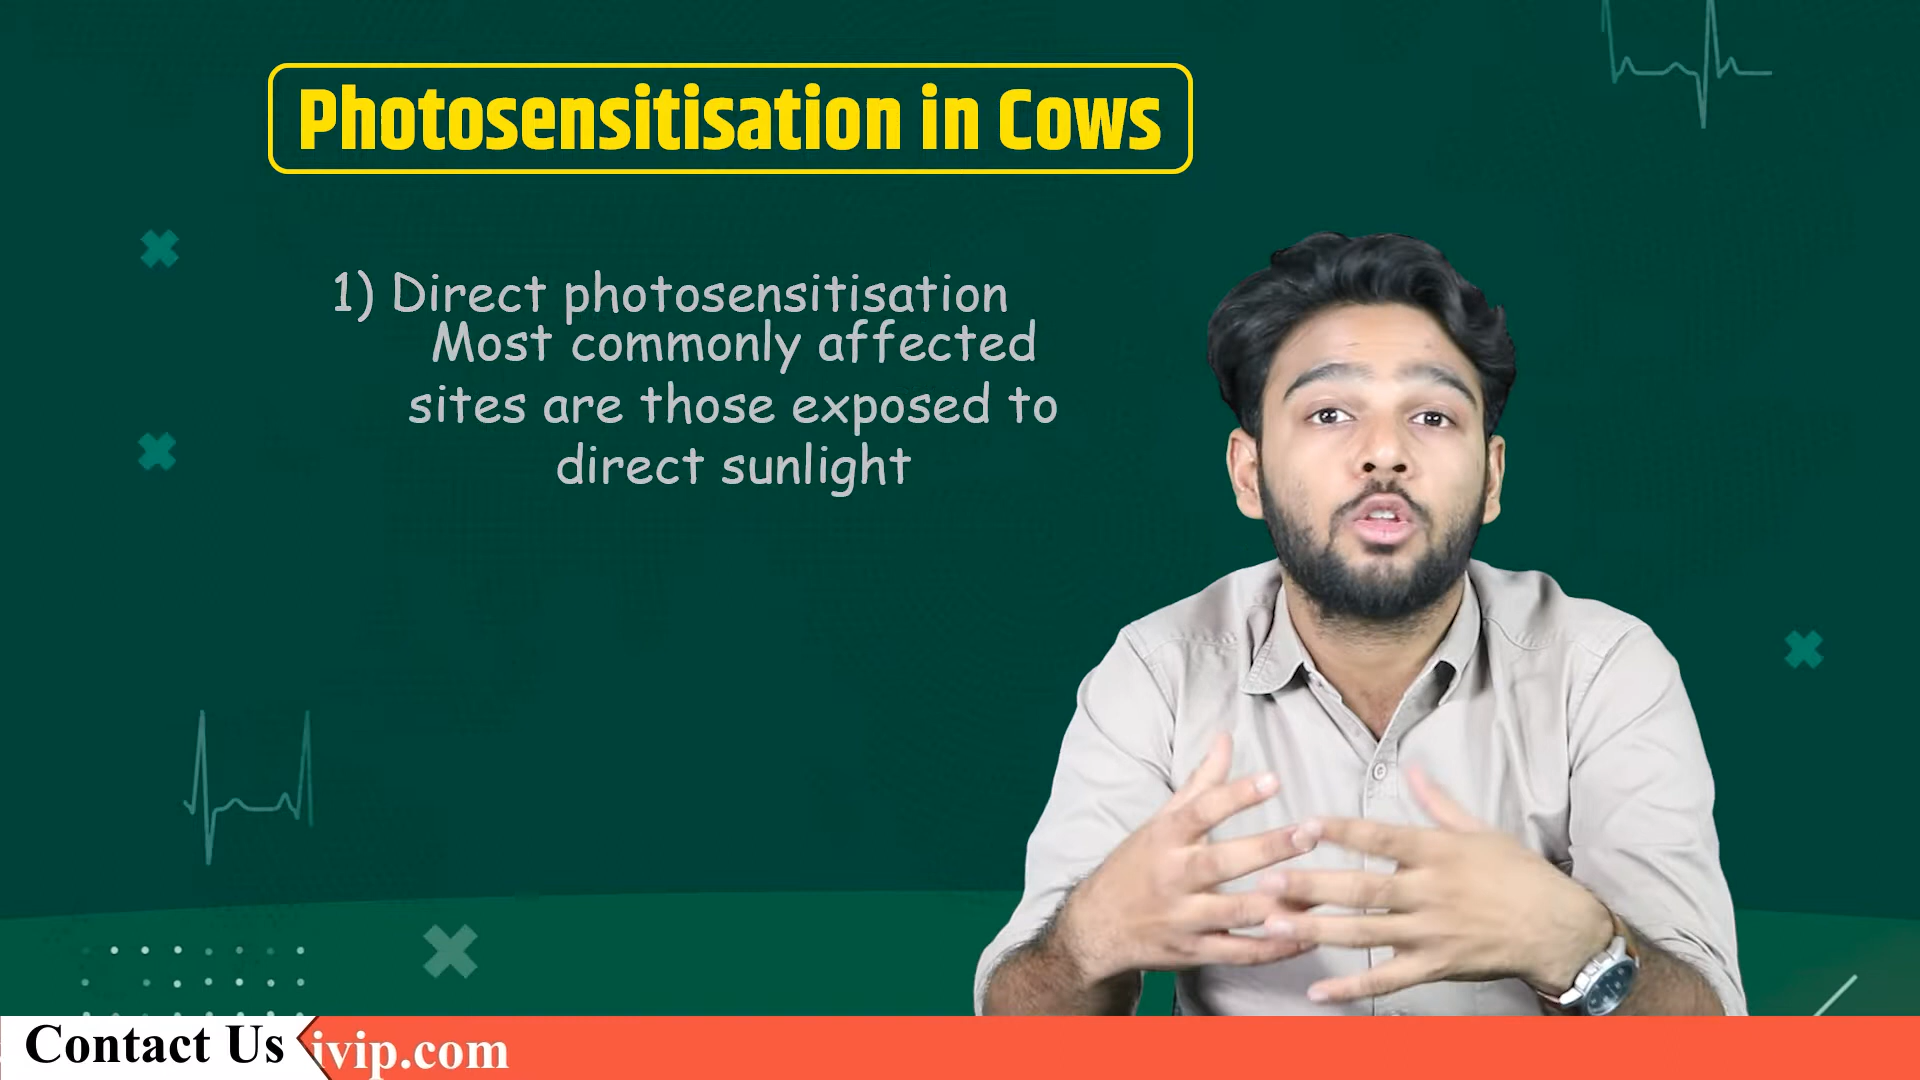 Photosensitisation in Cows
1) Direct photosensitisation
Most commonly affected
sites are those exposed to
direct sunlight
Contact Us
ivip.com